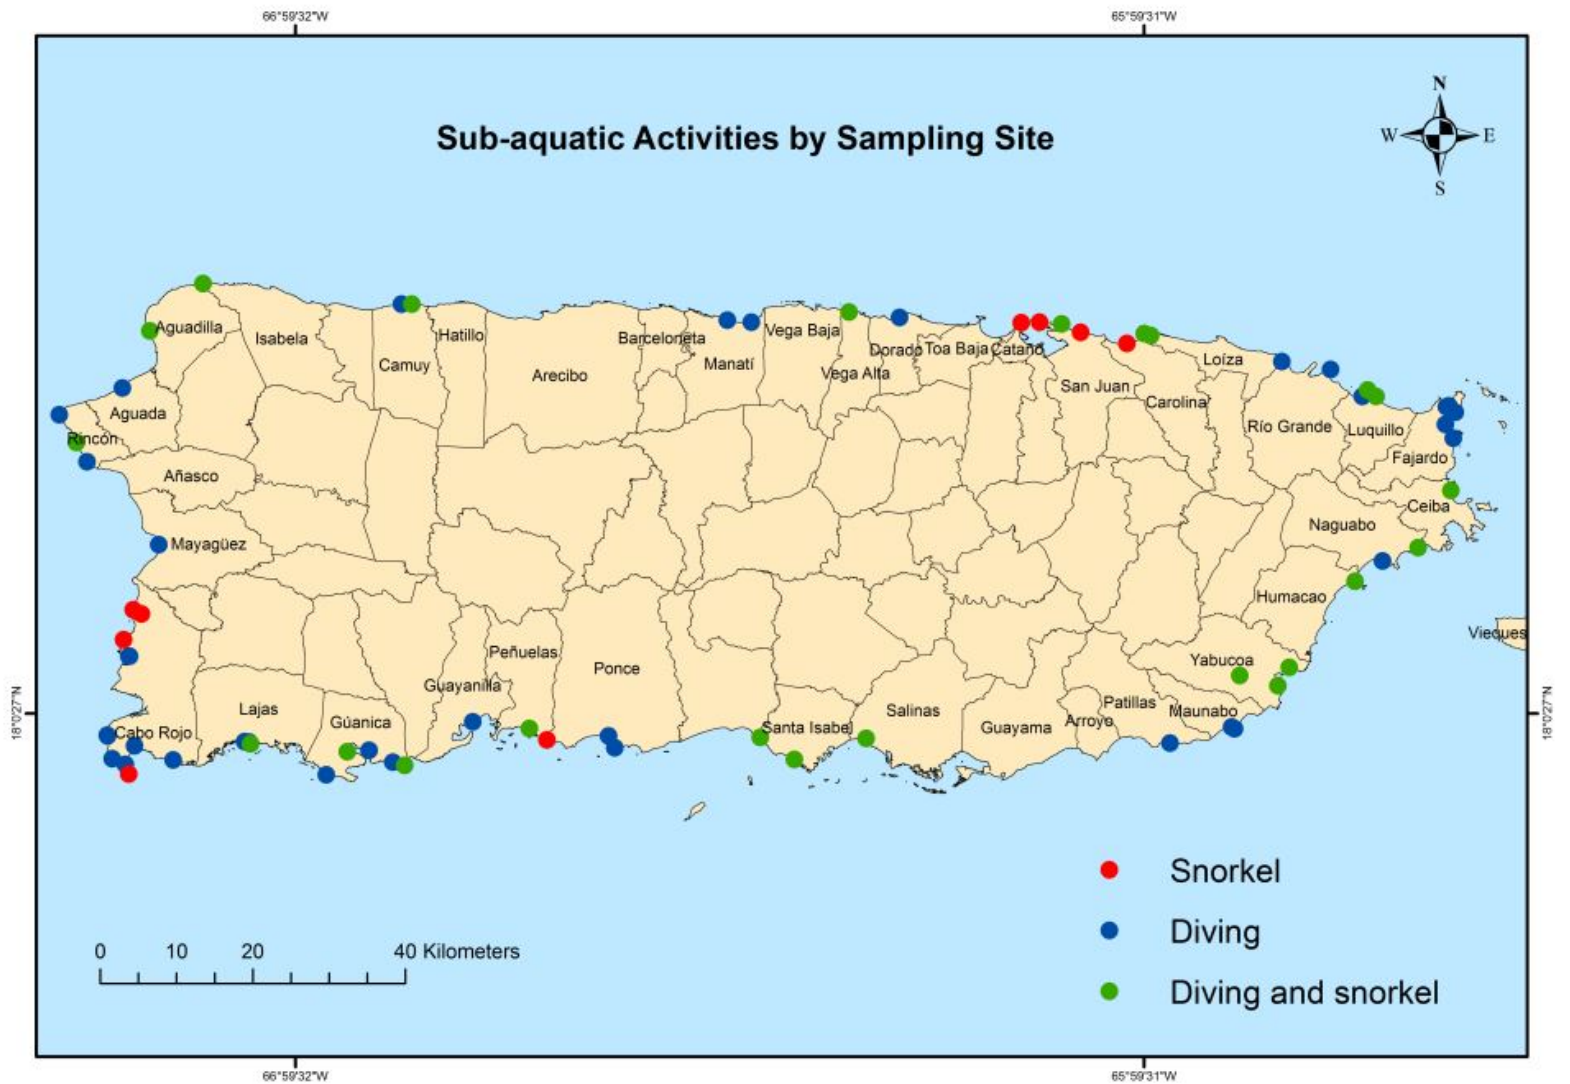 66°59'32"W
65°59'31"W
N
Sub-aquatic Activities by Sampling Site
W
E
S
Aguadilla
Isabela
Hatillo
Camuy
Arecibo
Barceloneta
Manatí
Vega Baja
Vega Alta
Dorado
Toa Baja
Cataño
San Juan
Carolina
Loíza
Río Grande
Luquillo
Fajardo
Aguada
Rincón
Añasco
Ceiba
Naguabo
Mayagüez
Humacao
Vieques
Peñuelas
Ponce
Yabucoa
Guayanilla
18°0'27"N
Lajas
Gúanica
Cabo Rojo
Santa Isabel
Salinas
Guayama
Arroyo
Patillas
Maunabo
18°0'27"N
Snorkel
Diving
Diving and snorkel
0 10 20 40 Kilometers
66°59'32"W
65°59'31"W